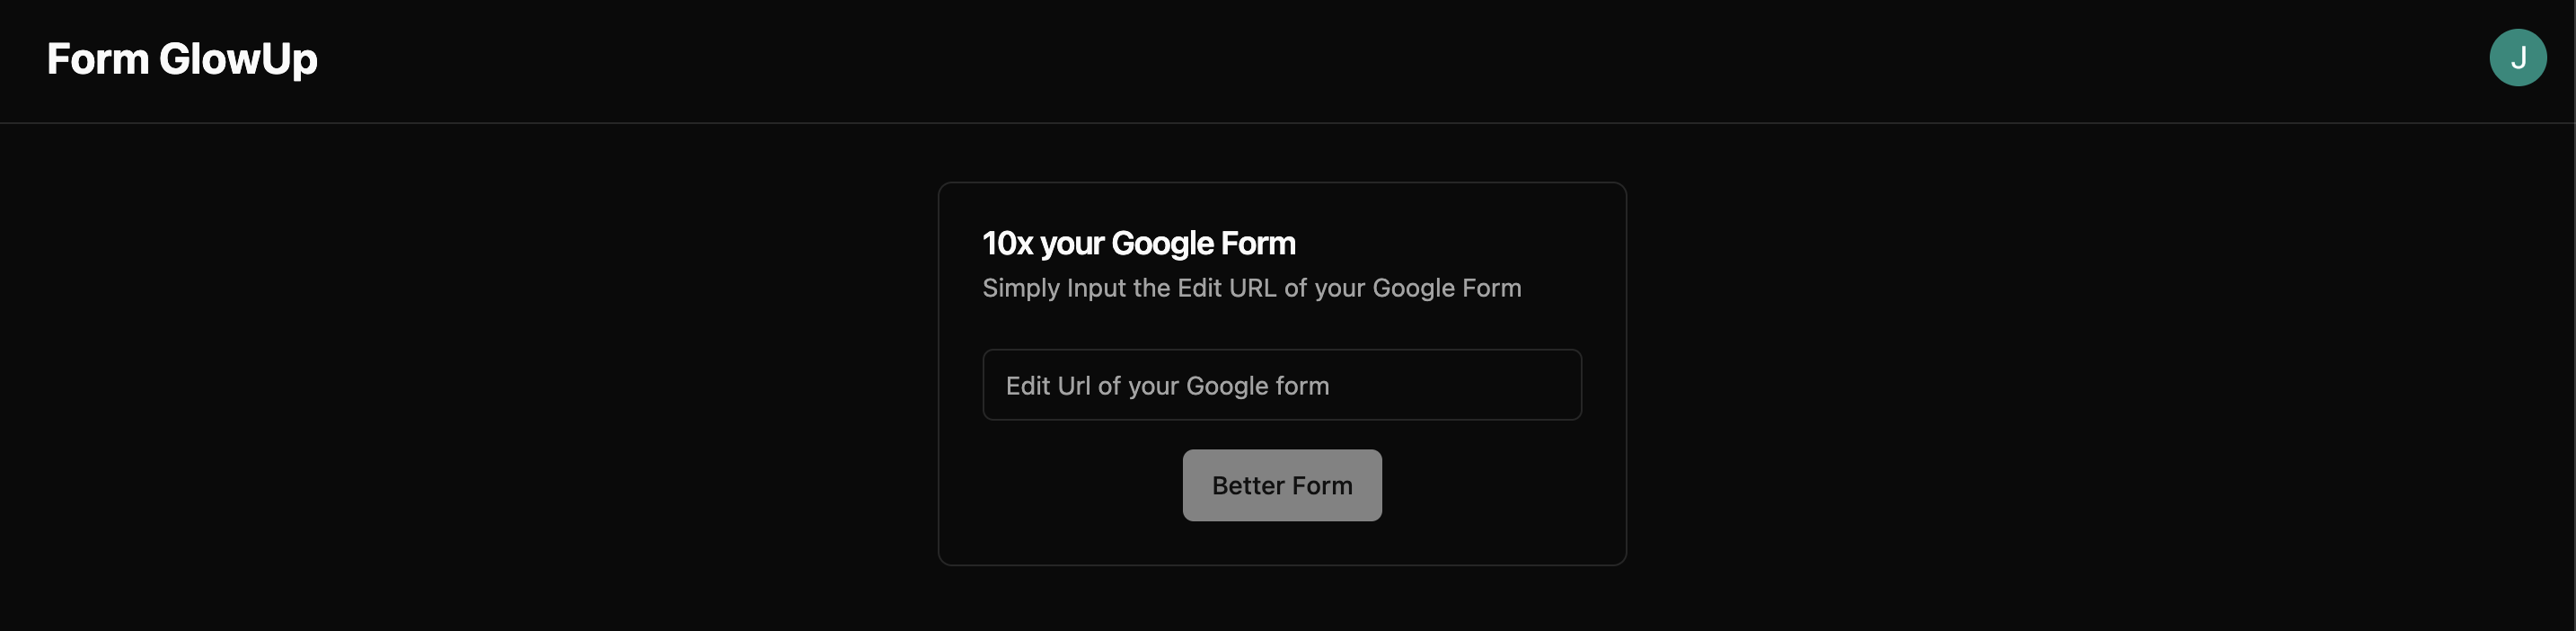 Form GlowUp
J
10x your Google Form
Simply Input the Edit URL of your Google Form
Edit Url of your Google form
Better Form